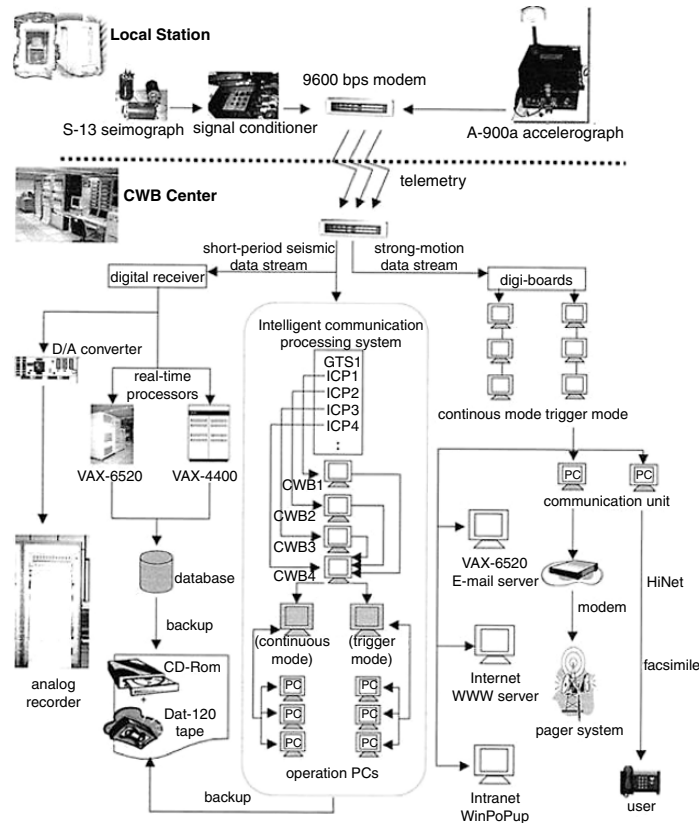 Local Station
9600 bps modem
S-13 seimograph
signal conditioner
A-900a accelerograph
telemetry
CWB Center
short-period seismic
data stream
strong-motion
data stream
digital receiver
digi-boards
Intelligent communication
processing system
GTS1
ICP1
ICP2
ICP3
ICP4
:
D/A converter
real-time
processors
VAX-6520
VAX-4400
continous mode trigger mode
CWB1
CWB2
CWB3
CWB4
PC
PC
communication unit
VAX-6520
E-mail server
HiNet
modem
database
backup
(continuous
mode)
(trigger
mode)
CD-Rom
+
Dat-120
tape
analog
recorder
PC
PC
PC
PC
PC
PC
operation PCs
Internet
WWW server
facsimile
pager system
backup
Intranet
WinPoPup
user